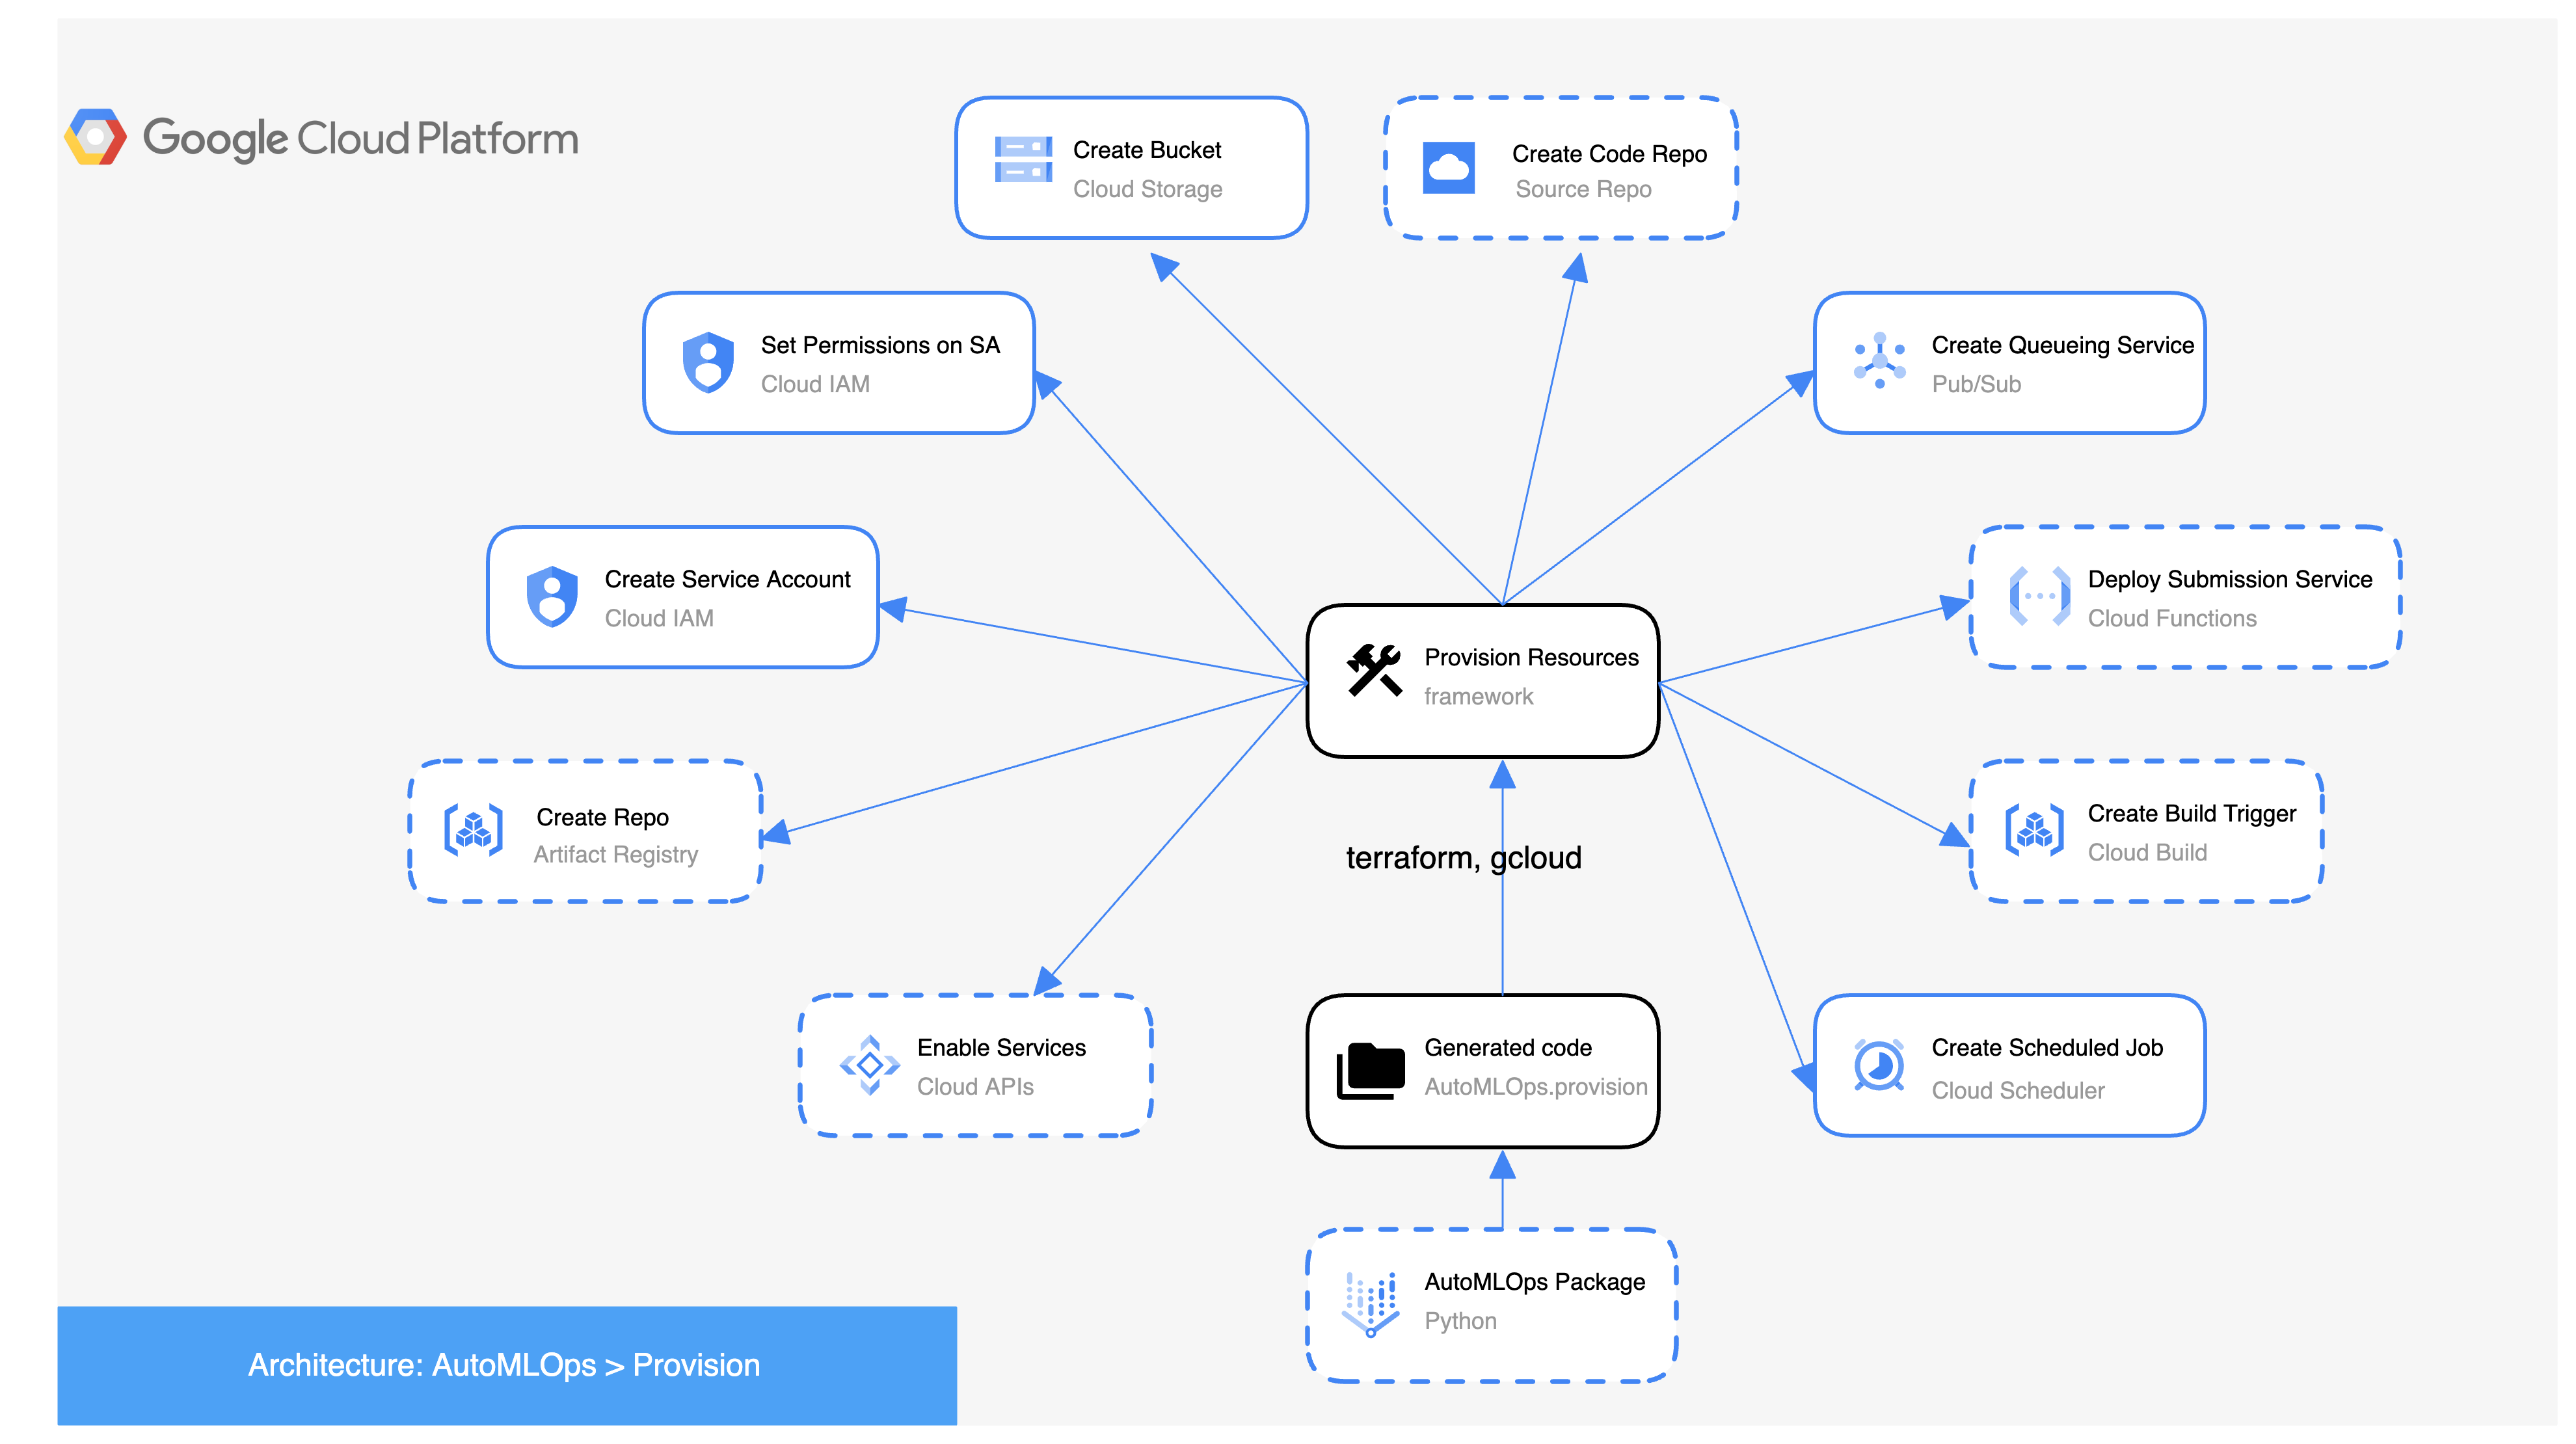 Google Cloud Platform
Create Bucket
Cloud Storage
Create Code Repo
Source Repo
Set Permissions on SA
Cloud IAM
Create Queueing Service
Pub/Sub
Create Service Account
Cloud IAM
Deploy Submission Service
Cloud Functions
Provision Resources
framework
Create Repo
Artifact Registry
Create Build Trigger
Cloud Build
terraform, gcloud
Enable Services
Cloud APIs
Generated code
AutoMLOps.provision
Create Scheduled Job
Cloud Scheduler
AutoMLOps Package
Python
Architecture: AutoMLOps > Provision